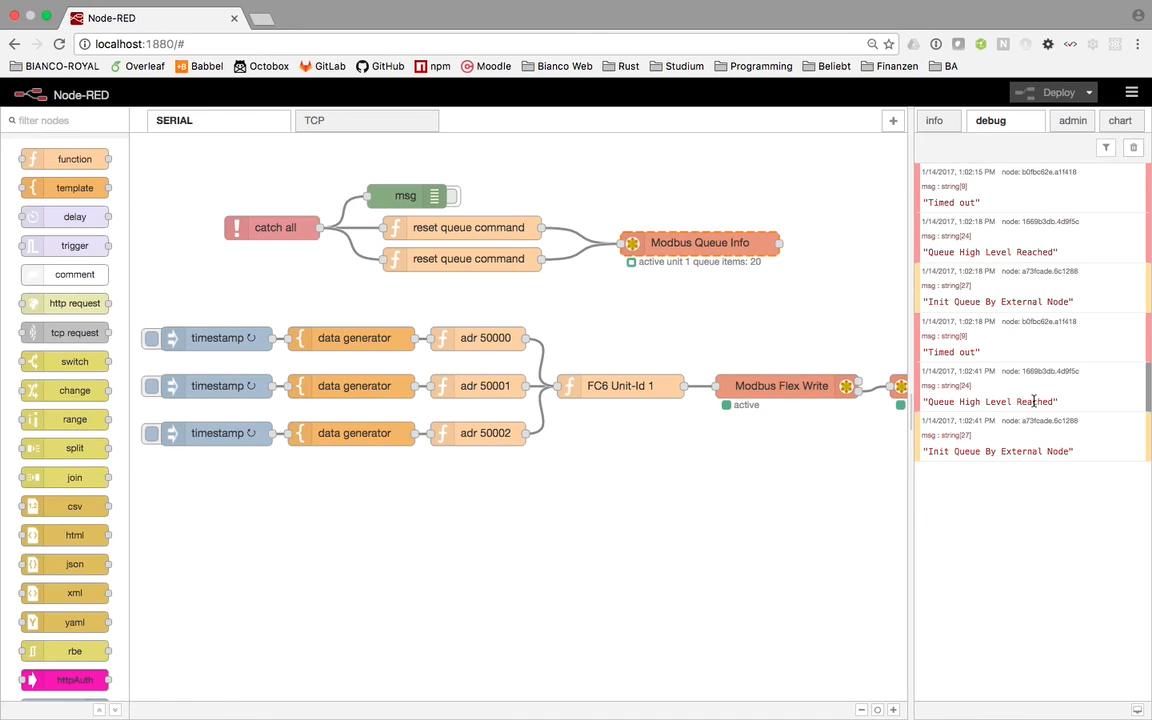 Node-RED
localhost:1880/#
BIANCO-ROYAL Overleaf Babbel Octobox GitLab GitHub npm Moodle Bianco Web Rust Studium Programming Beliebt Finanzen BA
Node-RED
Deploy
filter nodes
SERIAL
TCP
info
debug
admin
chart
function
template
delay
trigger
comment
http request
tcp request
switch
change
range
split
join
csv
html
json
xml
yaml
rbe
httpAuth
catch all
msg
reset queue command
reset queue command
Modbus Queue Info
active unit 1 queue items: 20
timestamp ↻
data generator
adr 50000
timestamp ↻
data generator
adr 50001
FC6 Unit-Id 1
Modbus Flex Write
active
timestamp ↻
data generator
adr 50002
1/14/2017, 1:02:15 PM node: b0fbc62e.a1f418
msg : string[9]
"Timed out"
1/14/2017, 1:02:18 PM node: 1669b3db.4d9f5c
msg : string[24]
"Queue High Level Reached"
1/14/2017, 1:02:18 PM node: a73fcade.6c1288
msg : string[27]
"Init Queue By External Node"
1/14/2017, 1:02:18 PM node: b0fbc62e.a1f418
msg : string[9]
"Timed out"
1/14/2017, 1:02:41 PM node: 1669b3db.4d9f5c
msg : string[24]
"Queue High Level Reached"
1/14/2017, 1:02:41 PM node: a73fcade.6c1288
msg : string[27]
"Init Queue By External Node"